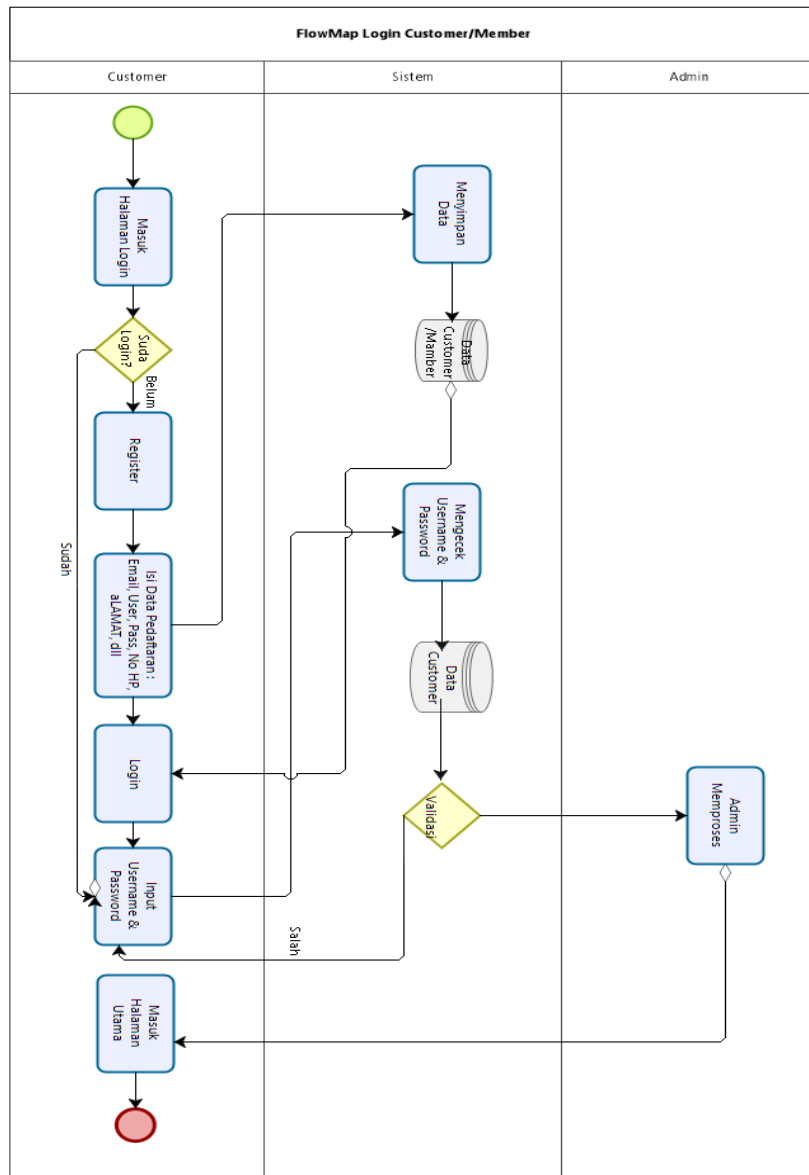 FlowMap Login Customer/Member
Customer
Sistem
Admin
Masuk
Halaman Login
Suda
Login?
Belum
Sudah
Register
Isi Data Pedaftaran :
Email, User, Pass, No HP,
aLAMAT, dll
Login
Input
Username &
Password
Masuk
Halaman
Utama
Menyimpan
Data
Data
Customer
/Mamber
Mengecek
Username &
Password
Data
Customer
Validasi
Salah
Admin
Memproses